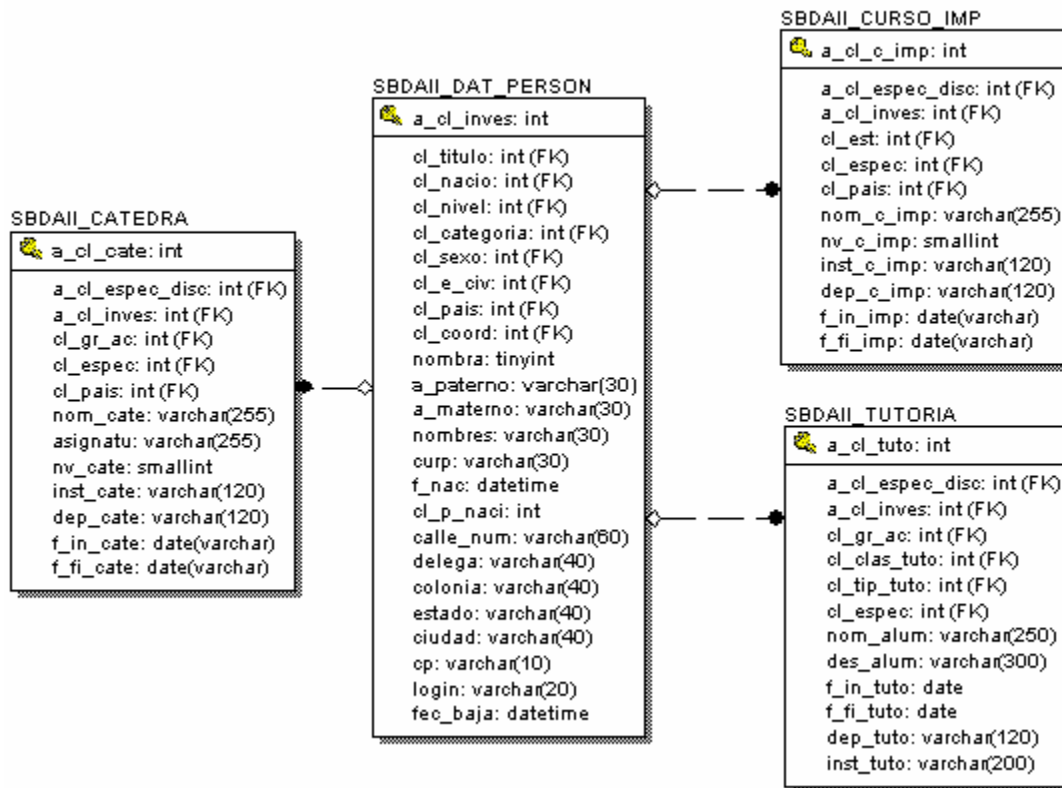 SBDAII_CATEDRA
a_cl_cate: int
a_cl_espec_disc: int (FK)
a_cl_inves: int (FK)
cl_gr_ac: int (FK)
cl_espec: int (FK)
cl_pais: int (FK)
nom_cate: varchar(255)
asignatu: varchar(255)
nv_cate: smallint
inst_cate: varchar(120)
dep_cate: varchar(120)
f_in_cate: date(varchar)
f_fi_cate: date(varchar)
SBDAII_DAT_PERSON
a_cl_inves: int
cl_titulo: int (FK)
cl_nacio: int (FK)
cl_nivel: int (FK)
cl_categoria: int (FK)
cl_sexo: int (FK)
cl_e_civ: int (FK)
cl_pais: int (FK)
cl_coord: int (FK)
nombra: tinyint
a_paterno: varchar(30)
a_materno: varchar(30)
nombres: varchar(30)
curp: varchar(30)
f_nac: datetime
cl_p_naci: int
calle_num: varchar(60)
delega: varchar(40)
colonia: varchar(40)
estado: varchar(40)
ciudad: varchar(40)
cp: varchar(10)
login: varchar(20)
fec_baja: datetime
SBDAII_CURSO_IMP
a_cl_c_imp: int
a_cl_espec_disc: int (FK)
a_cl_inves: int (FK)
cl_est: int (FK)
cl_espec: int (FK)
cl_pais: int (FK)
nom_c_imp: varchar(255)
nv_c_imp: smallint
inst_c_imp: varchar(120)
dep_c_imp: varchar(120)
f_in_imp: date(varchar)
f_fi_imp: date(varchar)
SBDAII_TUTORIA
a_cl_tuto: int
a_cl_espec_disc: int (FK)
a_cl_inves: int (FK)
cl_gr_ac: int (FK)
cl_clas_tuto: int (FK)
cl_tip_tuto: int (FK)
cl_espec: int (FK)
nom_alum: varchar(250)
des_alum: varchar(300)
f_in_tuto: date
f_fi_tuto: date
dep_tuto: varchar(120)
inst_tuto: varchar(200)